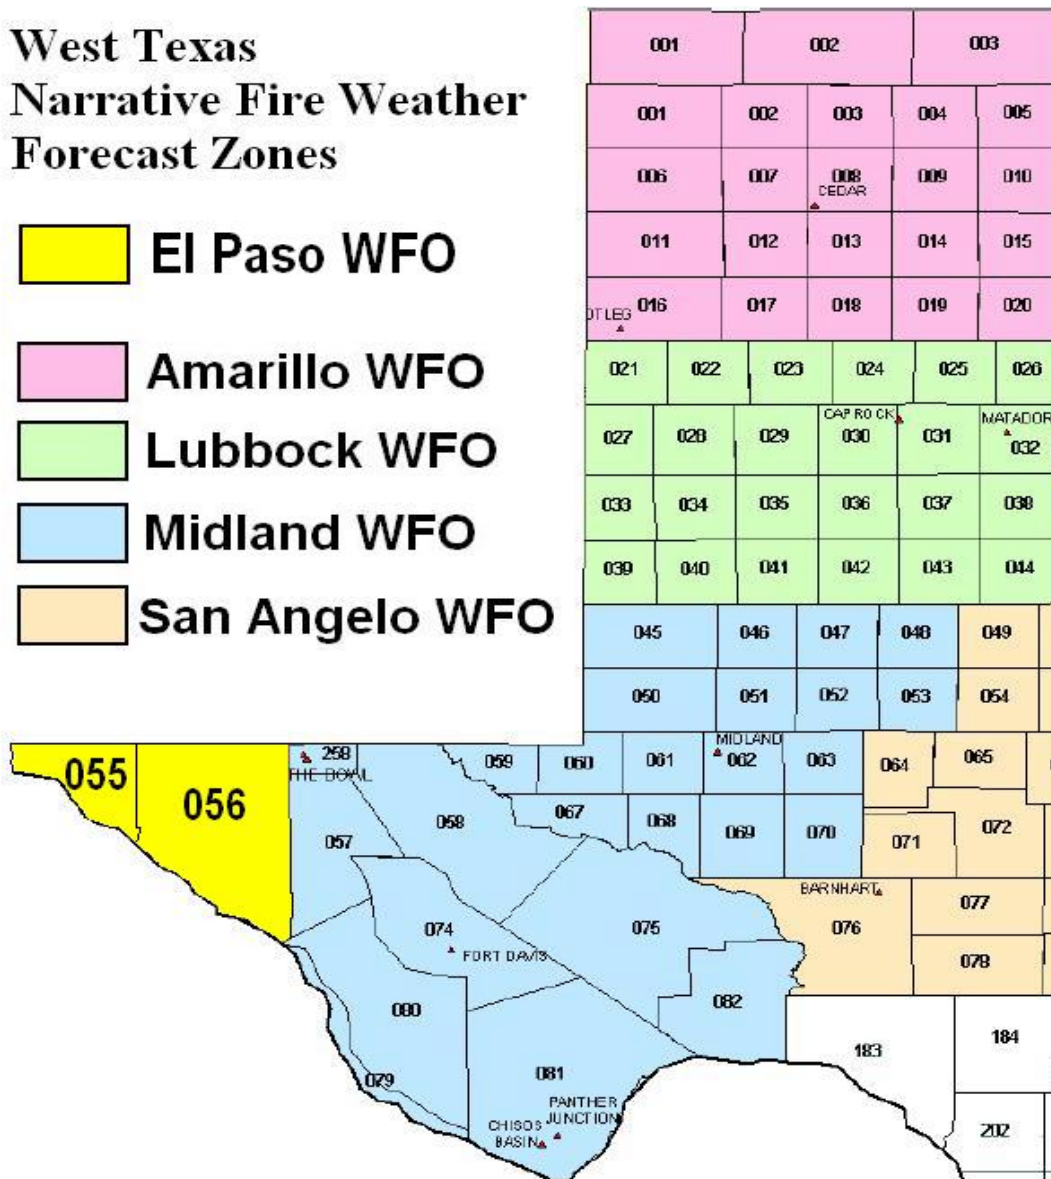 West Texas
Narrative Fire Weather
Forecast Zones
El Paso WFO
Amarillo WFO
Lubbock WFO
Midland WFO
San Angelo WFO
001 002 003
001 002 003 004 005
006 007 008 009 010
CEDAR
011 012 013 014 015
016 017 018 019 020
OT LEG
021 022 023 024 025 026
CAP ROCK MATADOR
027 028 029 030 031 032
033 034 035 036 037 038
039 040 041 042 043 044
045 046 047 048 049
050 051 052 053 054
MIDLAND
055 056 258 059 060 061 062 063 064 065
THE BOWL
057 058 067 068 069 070 071 072
BARNHART
074 075 076 077
FORT DAVIS
078
080 082
079 081 183 184
PANTHER
JUNCTION
CHISOS
BASIN
202